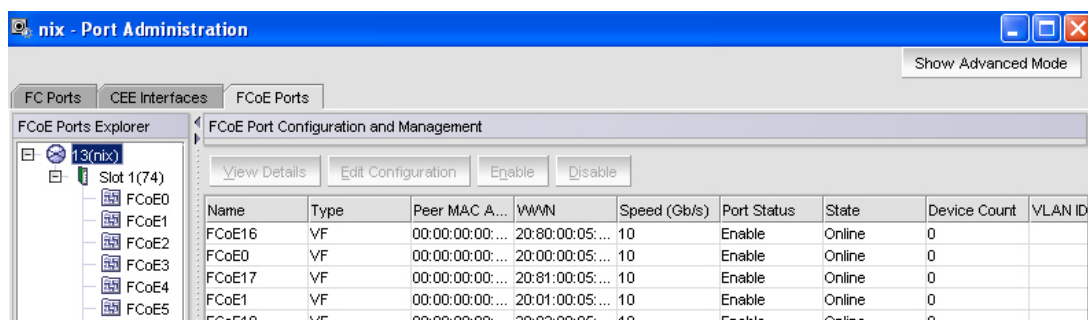 nix - Port Administration
Show Advanced Mode
FC Ports CEE Interfaces FCoE Ports
FCoE Ports Explorer
13(nix)
Slot 1(74)
FCoE0
FCoE1
FCoE2
FCoE3
FCoE4
FCoE5
FCoE Port Configuration and Management
View Details Edit Configuration Enable Disable
Name Type Peer MAC A... WWN Speed (Gb/s) Port Status State Device Count VLAN ID
FCoE16 VF 00:00:00:00:... 20:80:00:05:... 10 Enable Online 0
FCoE0 VF 00:00:00:00:... 20:00:00:05:... 10 Enable Online 0
FCoE17 VF 00:00:00:00:... 20:81:00:05:... 10 Enable Online 0
FCoE1 VF 00:00:00:00:... 20:01:00:05:... 10 Enable Online 0